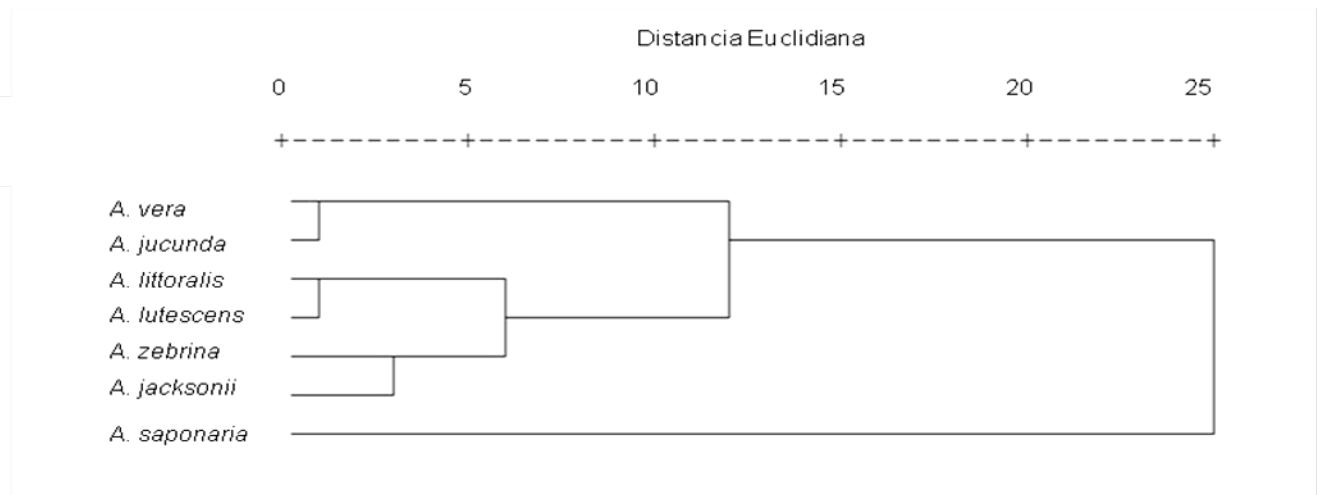 Distancia Euclidiana
0 5 10 15 20 25
+---------+---------+---------+---------+---------+
A. vera
A. jucunda
A. littoralis
A. lutescens
A. zebrina
A. jacksonii
A. saponaria